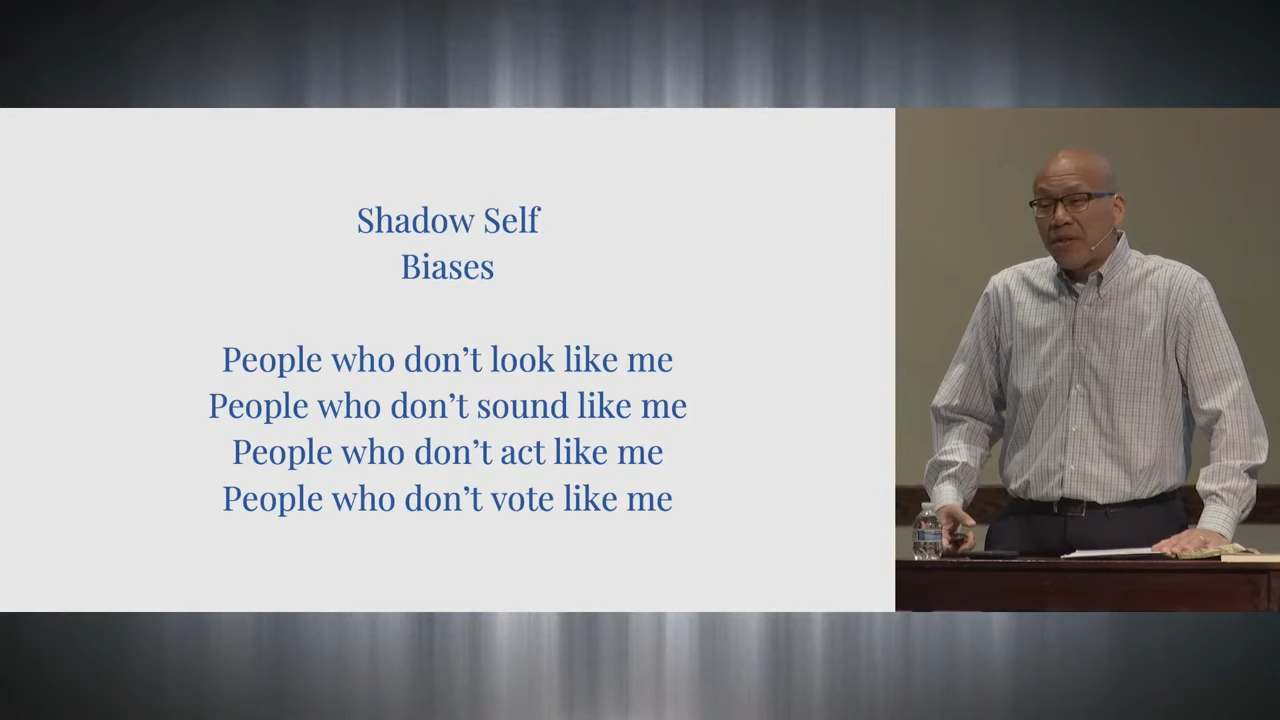 Shadow Self
Biases
People who don’t look like me
People who don’t sound like me
People who don’t act like me
People who don’t vote like me